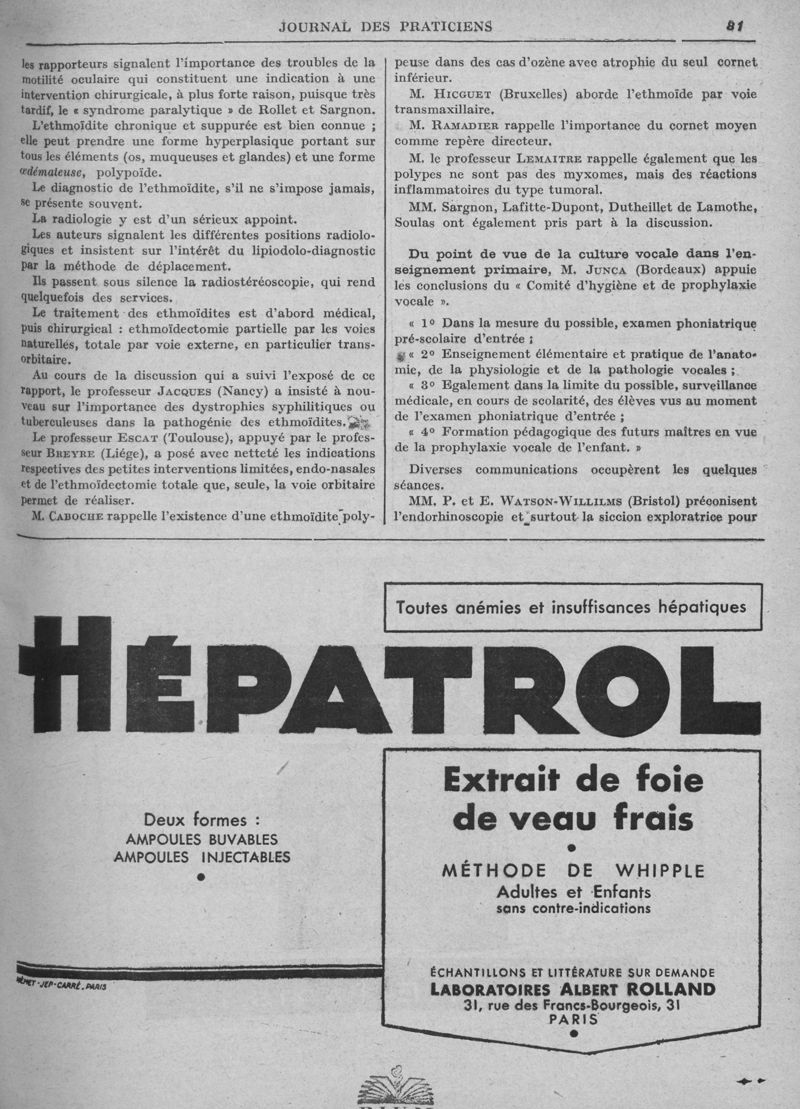 JOURNAL DES PRATICIENS
81
les rapporteurs signalent l'importance des troubles de la
motilité oculaire qui constituent une indication à une
intervention chirurgicale, à plus forte raison, puisque très
tardif, le « syndrome paralytique » de Rollet et Sargnon.
L'ethmoïdite chronique et suppurée est bien connue ;
elle peut prendre une forme hyperplasique portant sur
tous les éléments (os, muqueuses et glandes) et une forme
œdémateuse, polypoïde.
Le diagnostic de l'ethmoïdite, s'il ne s'impose jamais,
se présente souvent.
La radiologie y est d'un sérieux appoint.
Les auteurs signalent les différentes positions radiolo-
giques et insistent sur l'intérêt du lipiodolo-diagnostic
par la méthode de déplacement.
Ils passent sous silence la radiostéréoscopie, qui rend
quelquefois des services.
Le traitement des ethmoïdites est d'abord médical,
puis chirurgical : ethmoïdectomie partielle par les voies
naturelles, totale par voie externe, en particulier trans-
orbitaire.
Au cours de la discussion qui a suivi l'exposé de ce
rapport, le professeur JACQUES (Nancy) a insisté à nou-
veau sur l'importance des dystrophies syphilitiques ou
tuberculeuses dans la pathogénie des ethmoïdites.
Le professeur ESCAT (Toulouse), appuyé par le profes-
seur BREYRE (Liége), a posé avec netteté les indications
respectives des petites interventions limitées, endo-nasales
et de l'ethmoïdectomie totale que, seule, la voie orbitaire
permet de réaliser.
M. CABOCHE rappelle l'existence d'une ethmoïdite poly-
peuse dans des cas d'ozène avec atrophie du seul cornet
inférieur.
M. HICGUET (Bruxelles) aborde l'ethmoïde par voie
transmaxillaire.
M. RAMADIER rappelle l'importance du cornet moyen
comme repère directeur.
M. le professeur LEMAITRE rappelle également que les
polypes ne sont pas des myxomes, mais des réactions
inflammatoires du type tumoral.
MM. Sargnon, Lafitte-Dupont, Dutheillet de Lamothe,
Soulas ont également pris part à la discussion.
Du point de vue de la culture vocale dans l'en-
seignement primaire, M. JUNCA (Bordeaux) appuie
les conclusions du « Comité d'hygiène et de prophylaxie
vocale ».
« 1º Dans la mesure du possible, examen phoniatrique
pré-scolaire d'entrée ;
« 2º Enseignement élémentaire et pratique de l'anato-
mie, de la physiologie et de la pathologie vocales ;
« 3º Egalement dans la limite du possible, surveillance
médicale, en cours de scolarité, des élèves vus au moment
de l'examen phoniatrique d'entrée ;
« 4º Formation pédagogique des futurs maîtres en vue
de la prophylaxie vocale de l'enfant. »
Diverses communications occupèrent les quelques
séances.
MM. P. et E. WATSON-WILLILMS (Bristol) préconisent
l'endorhinoscopie et surtout la siccion exploratrice pour
Toutes anémies et insuffisances hépatiques
HÉPATROL
Deux formes :
AMPOULES BUVABLES
AMPOULES INJECTABLES
Extrait de foie
de veau frais
MÉTHODE DE WHIPPLE
Adultes et Enfants
sans contre-indications
ÉCHANTILLONS ET LITTÉRATURE SUR DEMANDE
LABORATOIRES ALBERT ROLLAND
31, rue des Francs-Bourgeois, 31
PARIS
JEP-CARRÉ.PARIS